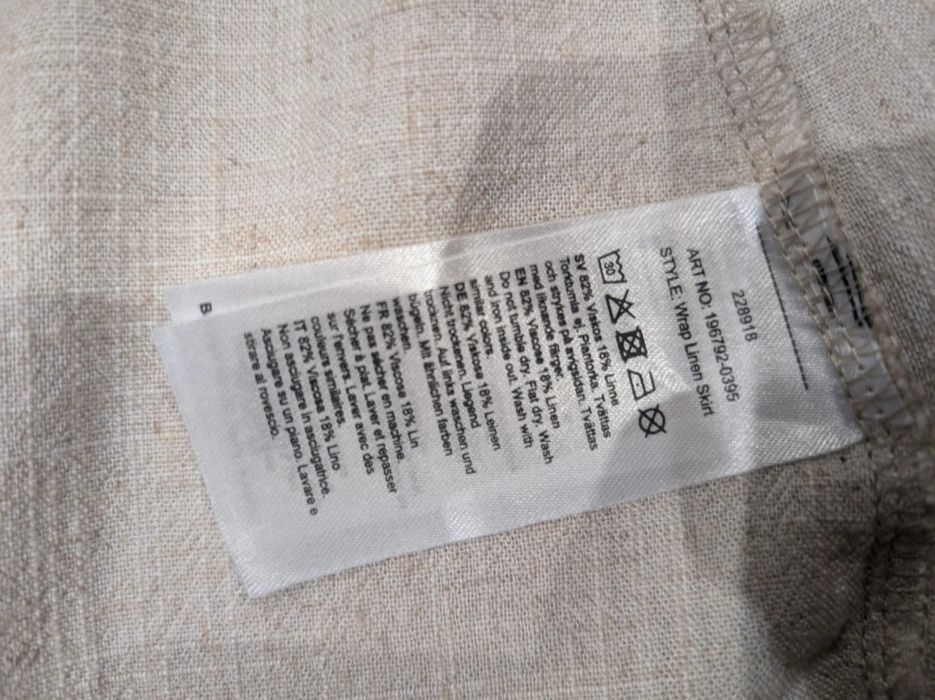 228918
ART NO: 196792-0395
STYLE: Wrap Linen Skirt
30
SV 82% Viskos 18% Linne
Torktumla ej. Plantorka. Tvättas
och strykes på avigsidan. Tvättas
med liknande färger.
EN 82% Viscose 18% Linen
Do not tumble dry. Flat dry. Wash
and iron inside out. Wash with
similar colors.
DE 82% Viskose 18% Leinen
Nicht trocknen. Liegend
trocknen. Auf links waschen und
bügeln. Mit ähnlichen farben
waschen.
FR 82% Viscose 18% Lin
Ne pas sécher en machine.
Sécher à plat. Laver et repasser
sur l'envers. Laver avec des
couleurs similaires.
IT 82% Viscosa 18% Lino
Non asciugare in asciugatrice.
Asciugare su un piano. Lavare e
stirare al rovescio.
B